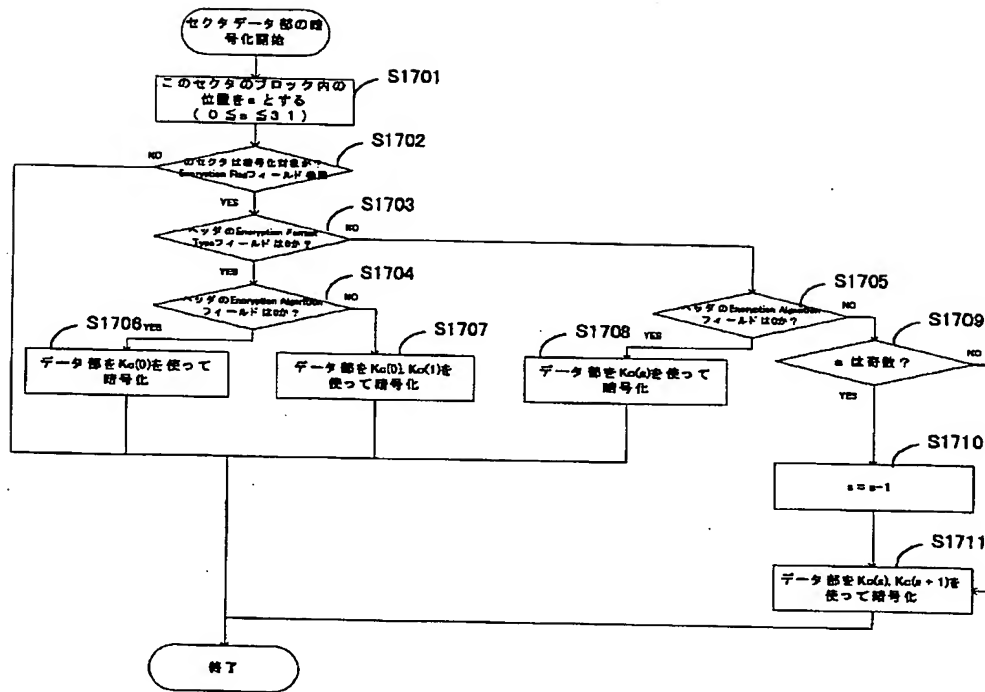 セクタデータ部の暗
号化開始
S1701
このセクタのブロック内の
位置をs とする
( 0 ≦s ≦3 1 )
S1702
NO
のセクタは暗号化対象か?
Encryption Flagフィールド
YES
S1703
NO
ヘッダのEncryption Format
Typeフィールドは0か?
YES
S1704
NO
ヘッダのEncryption Algorithm
フィールドは0か?
S1705
NO
ヘッダのEncryption Algorithm
フィールドは0か?
YES
S1706
YES
データ部をKc(0)を使って
暗号化
S1707
データ部をKc(0), Kc(1)を
使って暗号化
S1708
データ部をKc(s)を使って
暗号化
S1709
NO
s は奇数?
YES
S1710
s = s-1
S1711
データ部をKc(s), Kc(s + 1)を
使って暗号化
終了